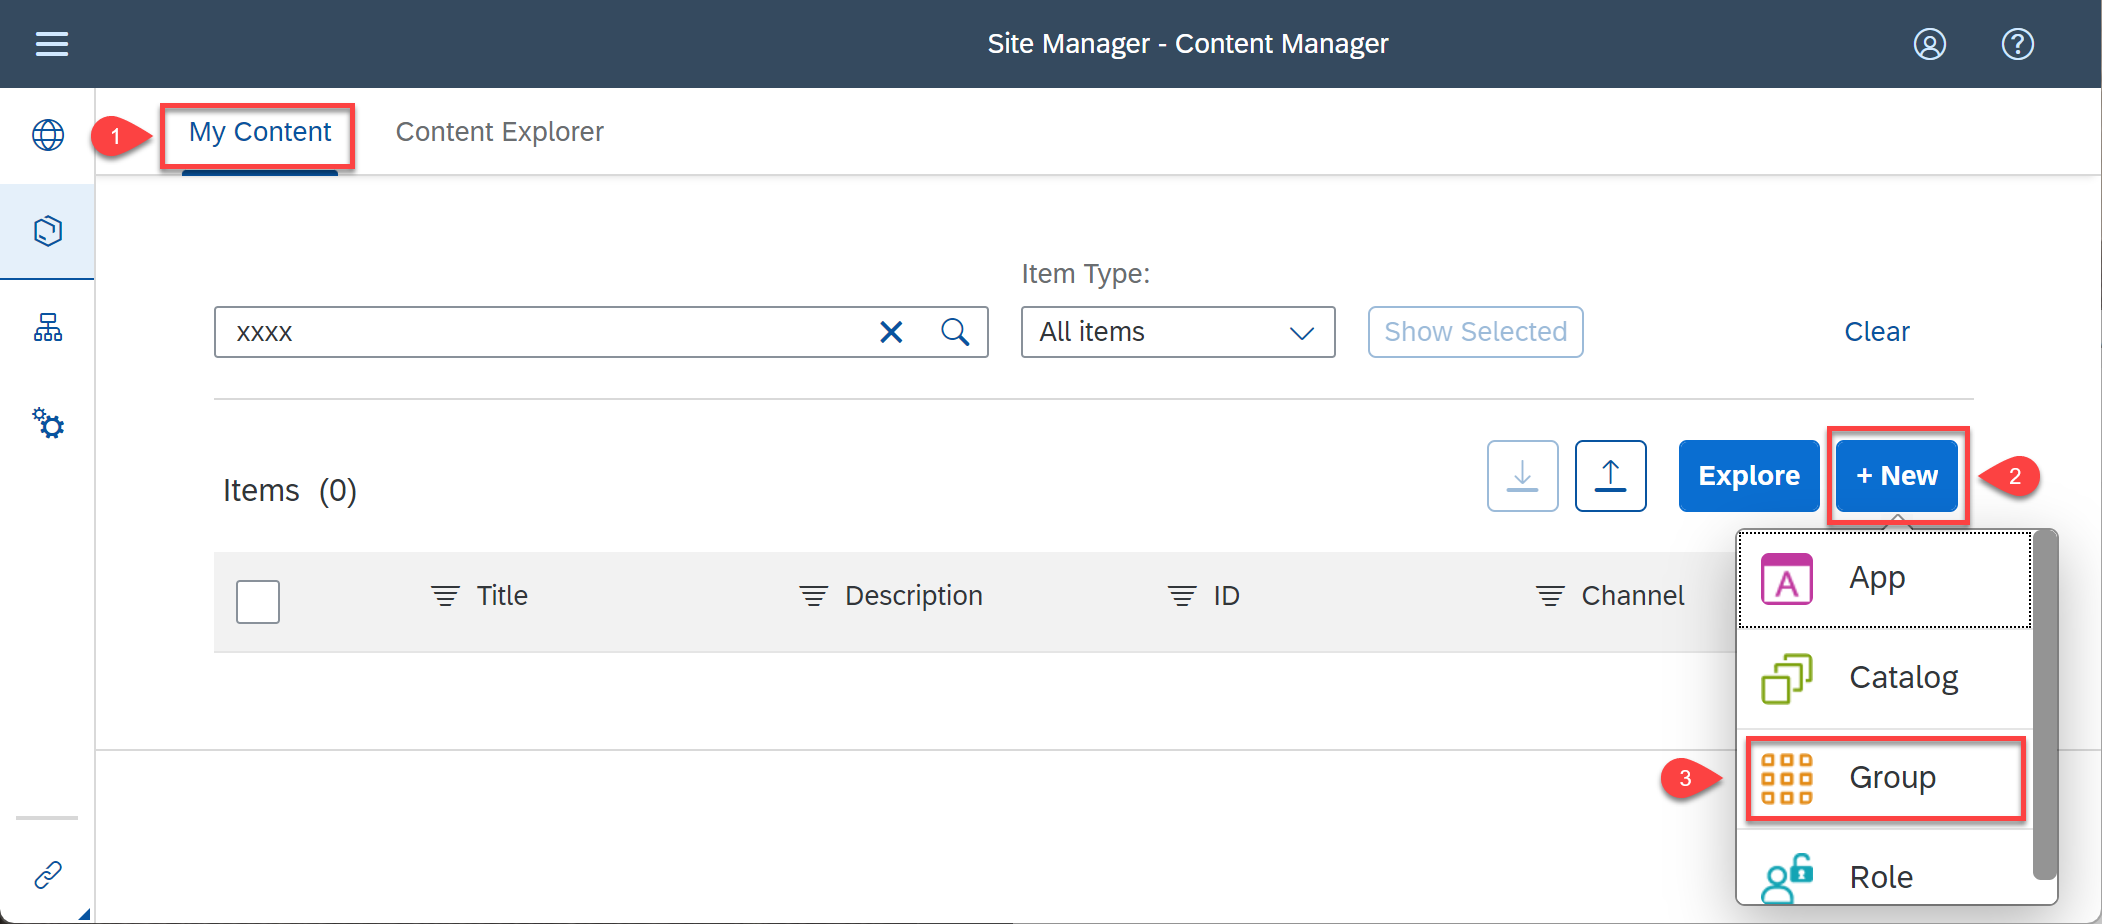 Site Manager - Content Manager
?
1
My Content
Content Explorer
Item Type:
xxxx
All items
Show Selected
Clear
Items (0)
Explore
+ New
2
Title
Description
ID
Channel
A
App
Catalog
3
Group
Role